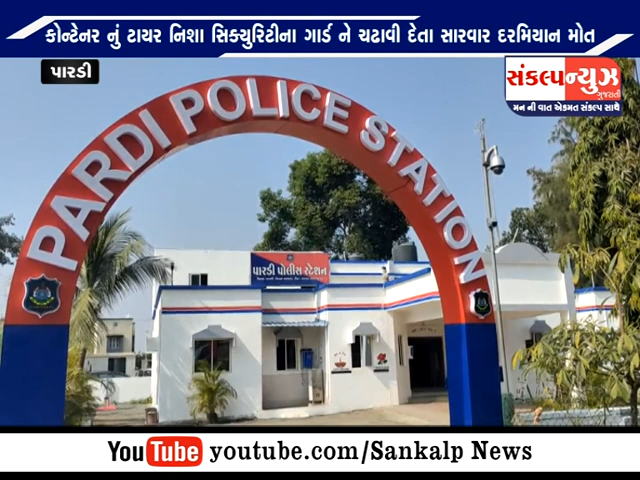 કોન્ટેનર નું ટાયર નિશા સિક્યુરિટીના ગાર્ડ ને ચઢાવી દેતા સારવાર દરમિયાન મોત
પારડી
સંકલ્પ ન્યુઝ
ગુજરાતી
મન ની વાત એકમત સંકલ્પ સાથે
PARDI POLICE STATION
પારડી પોલીસ સ્ટેશન
YouTube youtube.com/Sankalp News